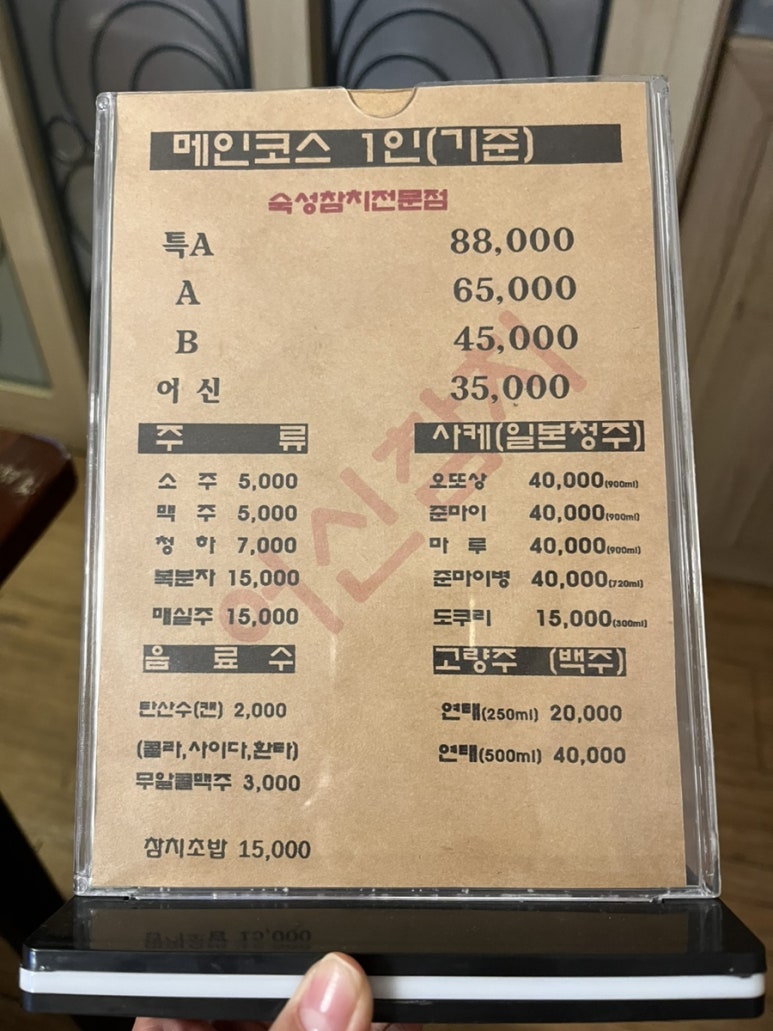 메인코스 1인(기준)
숙성참치전문점
특A 88,000
A 65,000
B 45,000
어 신 35,000
주 류
소 주 5,000
맥 주 5,000
청 하 7,000
복분자 15,000
매실주 15,000
음 료 수
탄산수(캔) 2,000
(콜라,사이다,환타)
무알콜맥주 3,000
참치초밥 15,000
사케(일본청주)
오또상 40,000(900ml)
준마이 40,000(900ml)
마 루 40,000(900ml)
준마이병 40,000(720ml)
도쿠리 15,000(300ml)
고량주 (백주)
연태(250ml) 20,000
연태(500ml) 40,000
어신참치